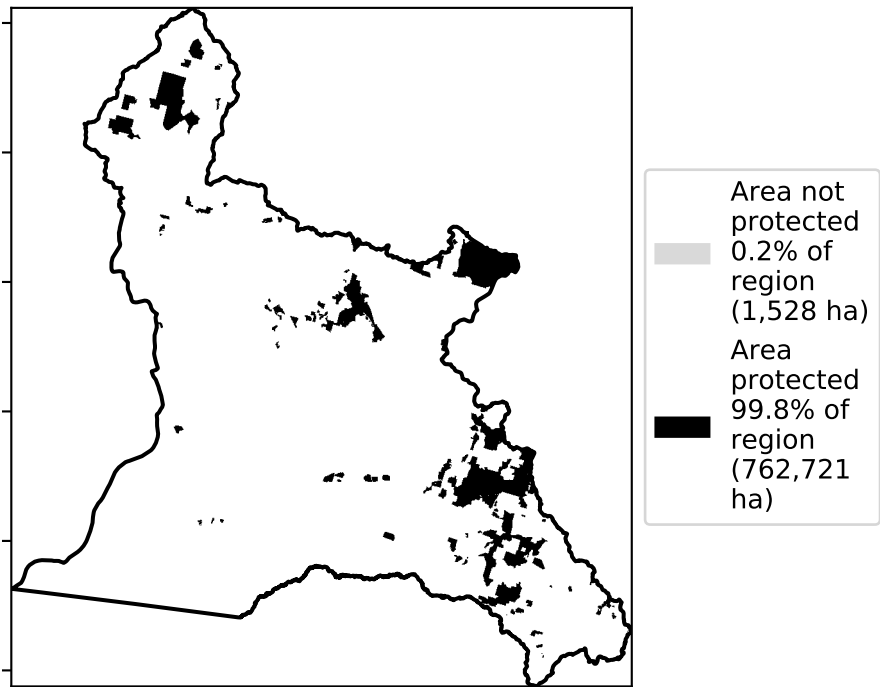 Area not
protected
0.2% of
region
(1,528 ha)
Area
protected
99.8% of
region
(762,721
ha)